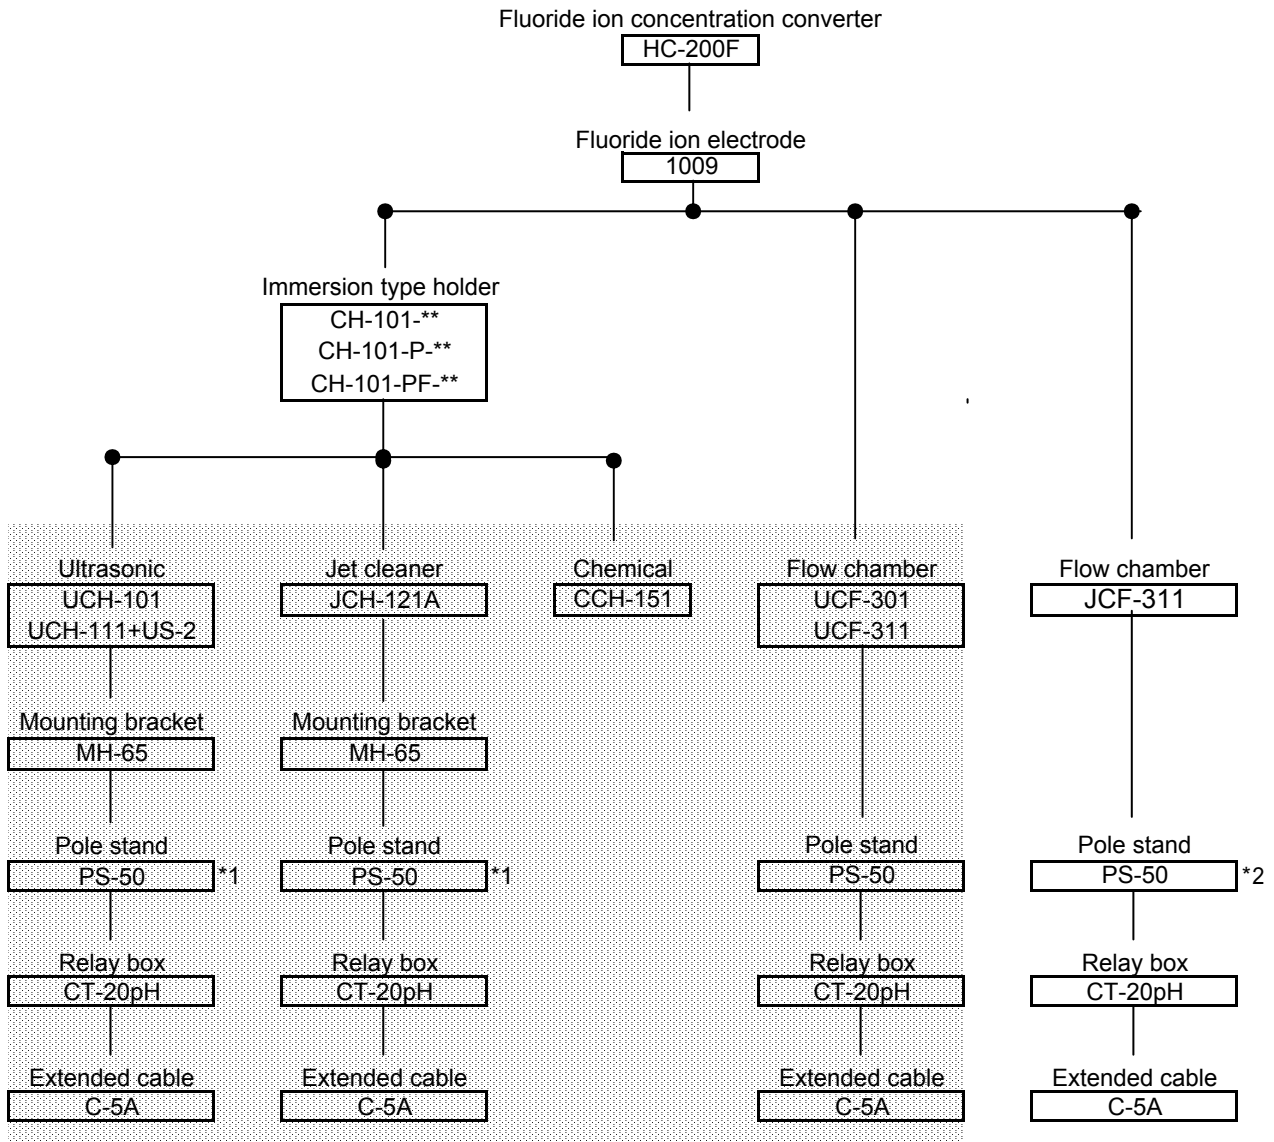 Fluoride ion concentration converter
HC-200F
Fluoride ion electrode
1009
Immersion type holder
CH-101-**
CH-101-P-**
CH-101-PF-**
Ultrasonic
UCH-101
UCH-111+US-2
Jet cleaner
JCH-121A
Chemical
CCH-151
Flow chamber
UCF-301
UCF-311
Flow chamber
JCF-311
Mounting bracket
MH-65
Mounting bracket
MH-65
Pole stand
PS-50 *1
Pole stand
PS-50 *1
Pole stand
PS-50
Pole stand
PS-50 *2
Relay box
CT-20pH
Relay box
CT-20pH
Relay box
CT-20pH
Relay box
CT-20pH
Extended cable
C-5A
Extended cable
C-5A
Extended cable
C-5A
Extended cable
C-5A